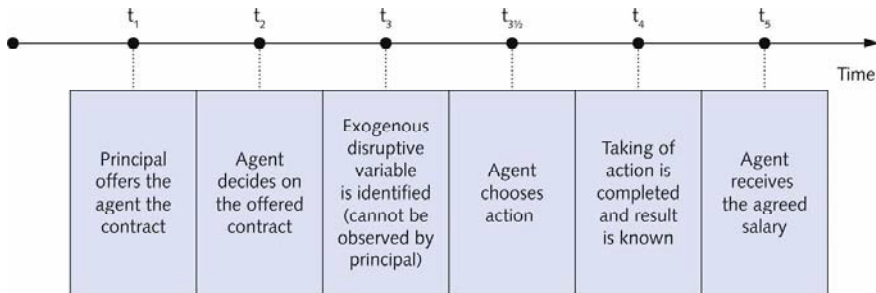 t1
t2
t3
t3½
t4
t5
Time
Principal
offers the
agent the
contract
Agent
decides on
the offered
contract
Exogenous
disruptive
variable
is identified
(cannot be
observed by
principal)
Agent
chooses
action
Taking of
action is
completed
and result
is known
Agent
receives
the agreed
salary